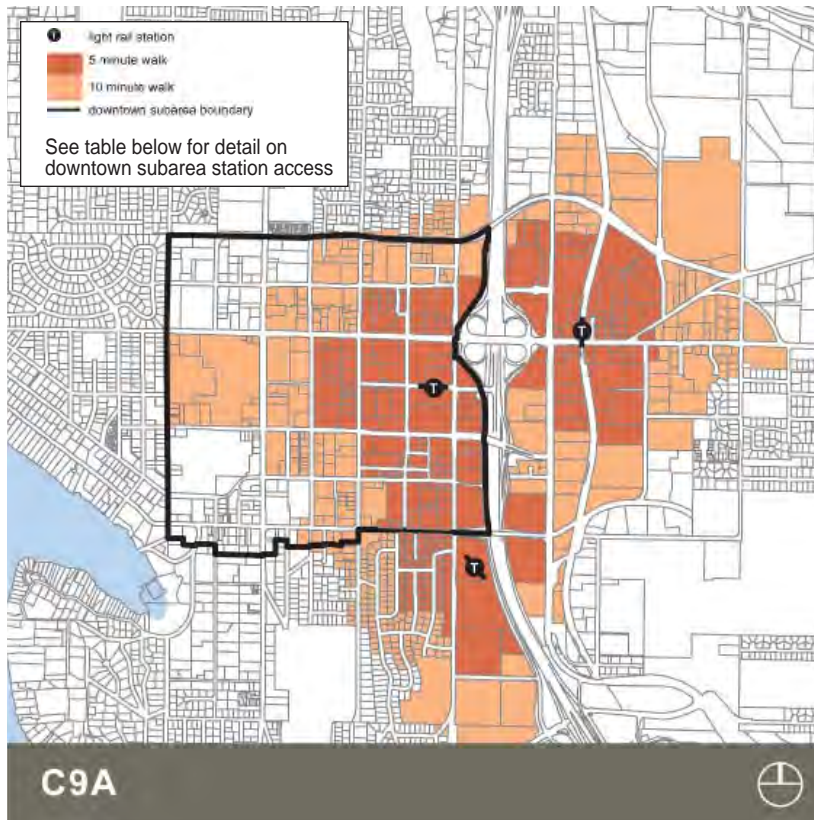 T light rail station
5 minute walk
10 minute walk
downtown subarea boundary
See table below for detail on
downtown subarea station access
T
T
T
C9A